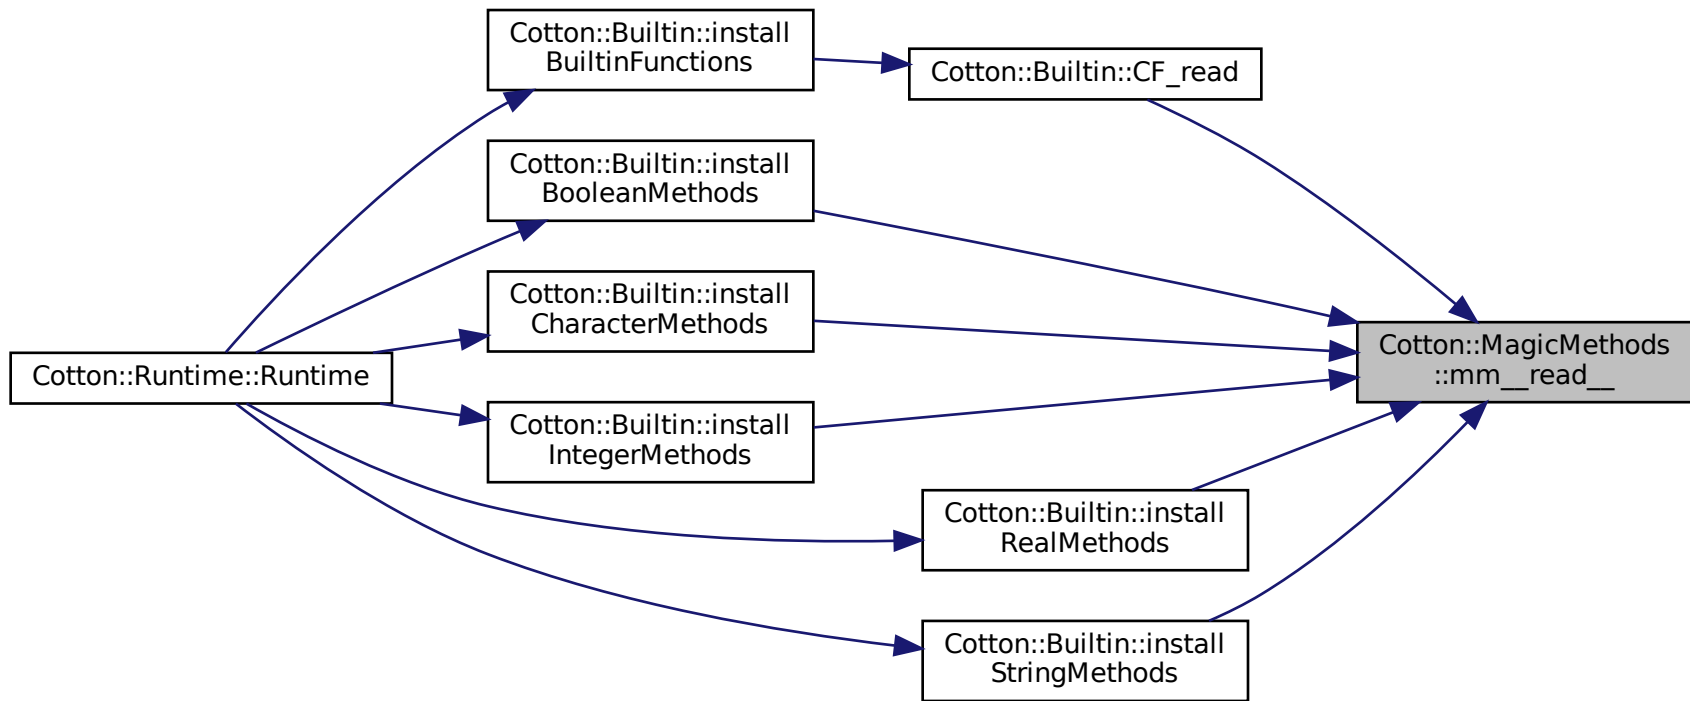 Cotton::Builtin::install
BuiltinFunctions
Cotton::Builtin::CF_read
Cotton::Builtin::install
BooleanMethods
Cotton::Builtin::install
CharacterMethods
Cotton::MagicMethods
::mm__read__
Cotton::Runtime::Runtime
Cotton::Builtin::install
IntegerMethods
Cotton::Builtin::install
RealMethods
Cotton::Builtin::install
StringMethods